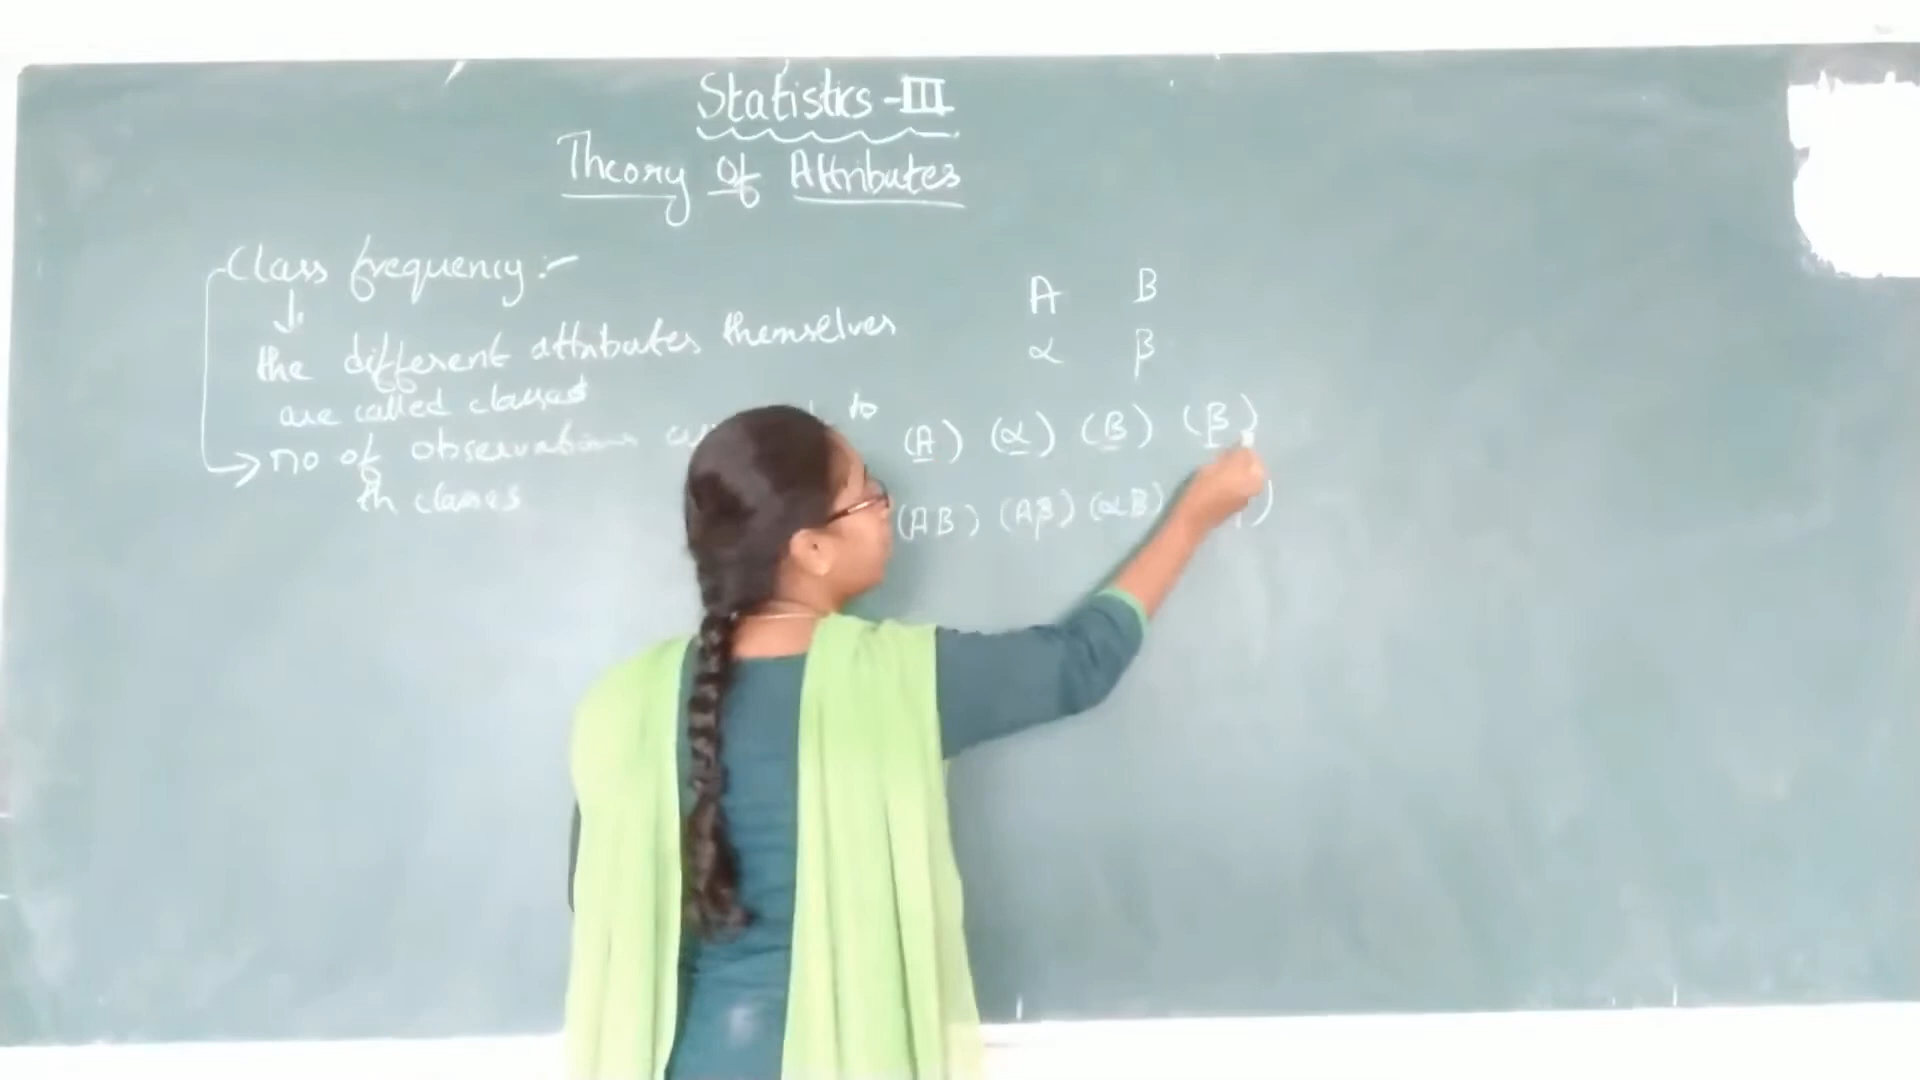 Statistics-III
Theory of Attributes
Class frequency :-
the different attributes themselves
are called classes
no of observations to
th classes
A B
α β
(A) (α) (B) (β)
(AB) (Aβ) (αB) )